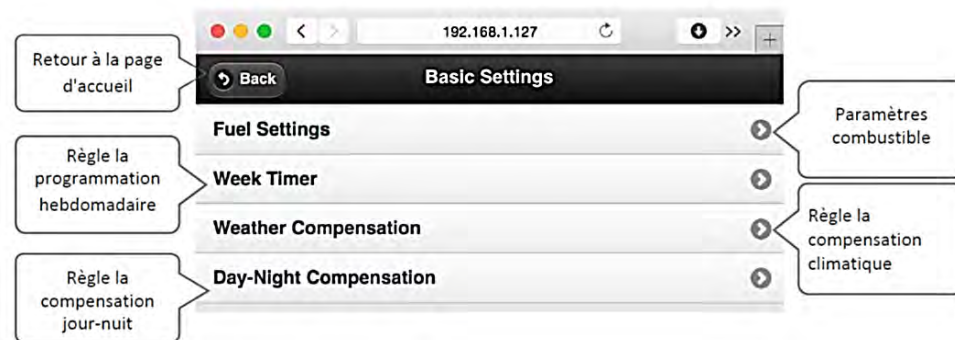 192.168.1.127
Retour à la page
d'accueil
Back
Basic Settings
Fuel Settings
Paramètres
combustible
Règle la
programmation
hebdomadaire
Week Timer
Weather Compensation
Règle la
compensation
climatique
Règle la
compensation
jour-nuit
Day-Night Compensation